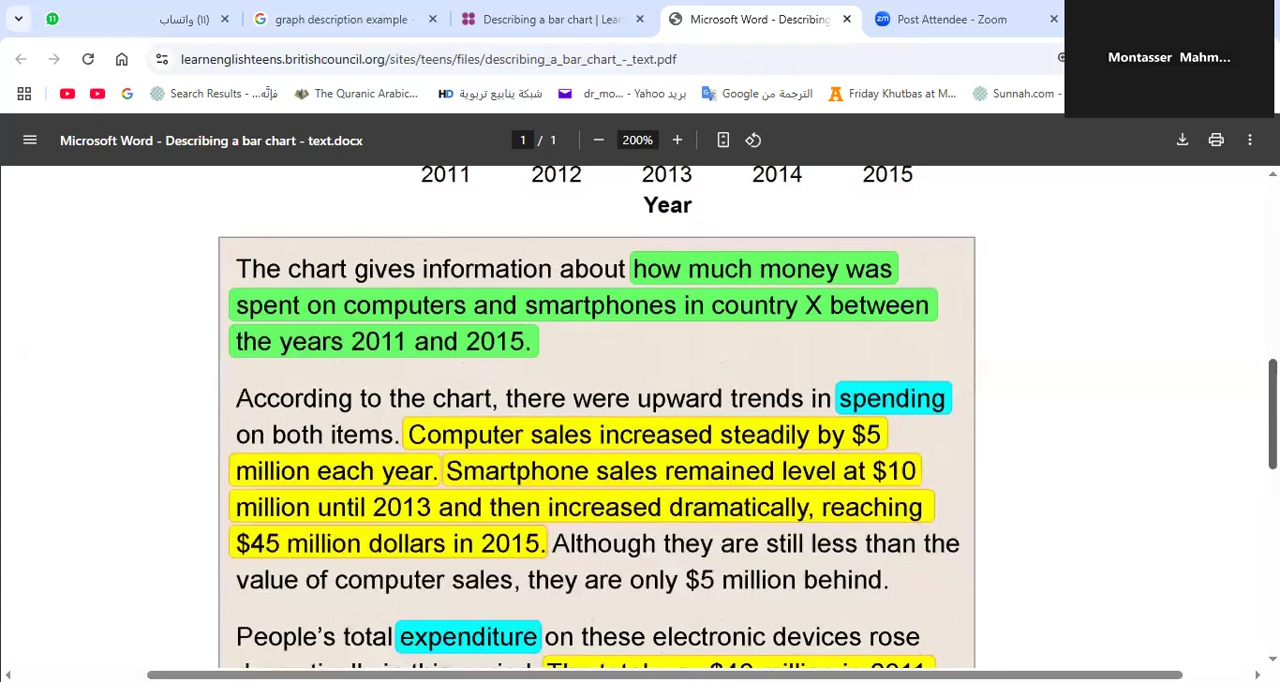 (11) واتساب
graph description example -
Describing a bar chart | Lear
Microsoft Word - Describing
Post Attendee - Zoom
Montasser Mahm...
learnenglishteens.britishcouncil.org/sites/teens/files/describing_a_bar_chart_-_text.pdf
Search Results - ...فَإِنَّه
The Quranic Arabic...
شبكة ينابيع تربوية
dr_mo... - Yahoo بريد
الترجمة من Google
Friday Khutbas at M...
Sunnah.com -
Microsoft Word - Describing a bar chart - text.docx
1 / 1
200%
2011 2012 2013 2014 2015
Year
The chart gives information about how much money was
spent on computers and smartphones in country X between
the years 2011 and 2015.
According to the chart, there were upward trends in spending
on both items. Computer sales increased steadily by $5
million each year. Smartphone sales remained level at $10
million until 2013 and then increased dramatically, reaching
$45 million dollars in 2015. Although they are still less than the
value of computer sales, they are only $5 million behind.
People's total expenditure on these electronic devices rose